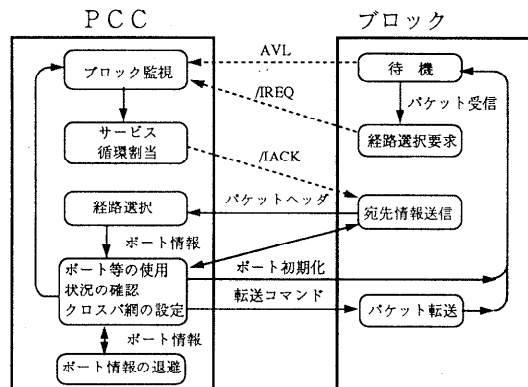 PCC
ブロック
AVL
ブロック監視
待機
/IREQ
パケット受信
サービス
循環割当
経路選択要求
/IACK
パケットヘッダ
経路選択
宛先情報送信
ポート情報
ポート等の使用
状況の確認
クロスバ網の設定
ポート初期化
転送コマンド
パケット転送
ポート情報
ポート情報の退避